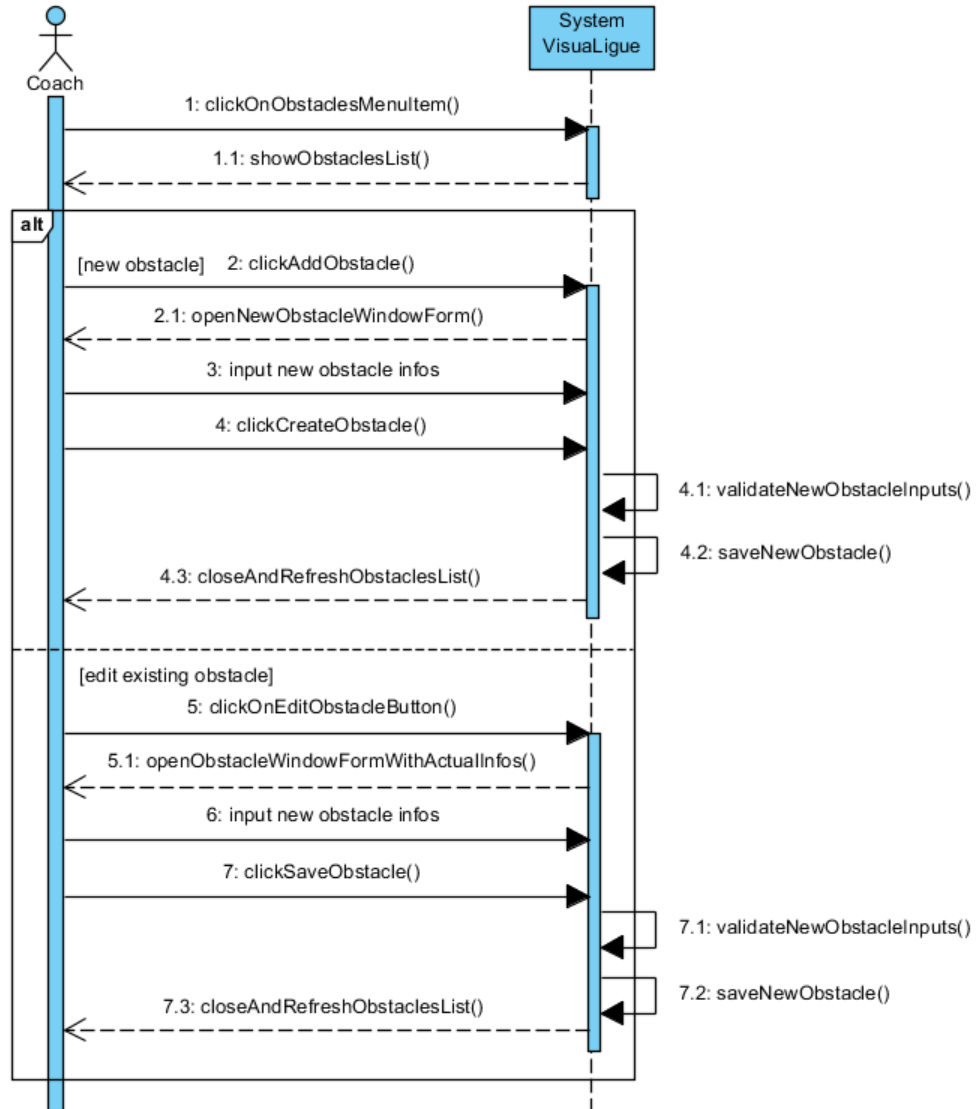 System
VisuaLigue
Coach
1: clickOnObstaclesMenuItem()
1.1: showObstaclesList()
alt
[new obstacle] 2: clickAddObstacle()
2.1: openNewObstacleWindowForm()
3: input new obstacle infos
4: clickCreateObstacle()
4.1: validateNewObstacleInputs()
4.2: saveNewObstacle()
4.3: closeAndRefreshObstaclesList()
[edit existing obstacle]
5: clickOnEditObstacleButton()
5.1: openObstacleWindowFormWithActualInfos()
6: input new obstacle infos
7: clickSaveObstacle()
7.1: validateNewObstacleInputs()
7.2: saveNewObstacle()
7.3: closeAndRefreshObstaclesList()